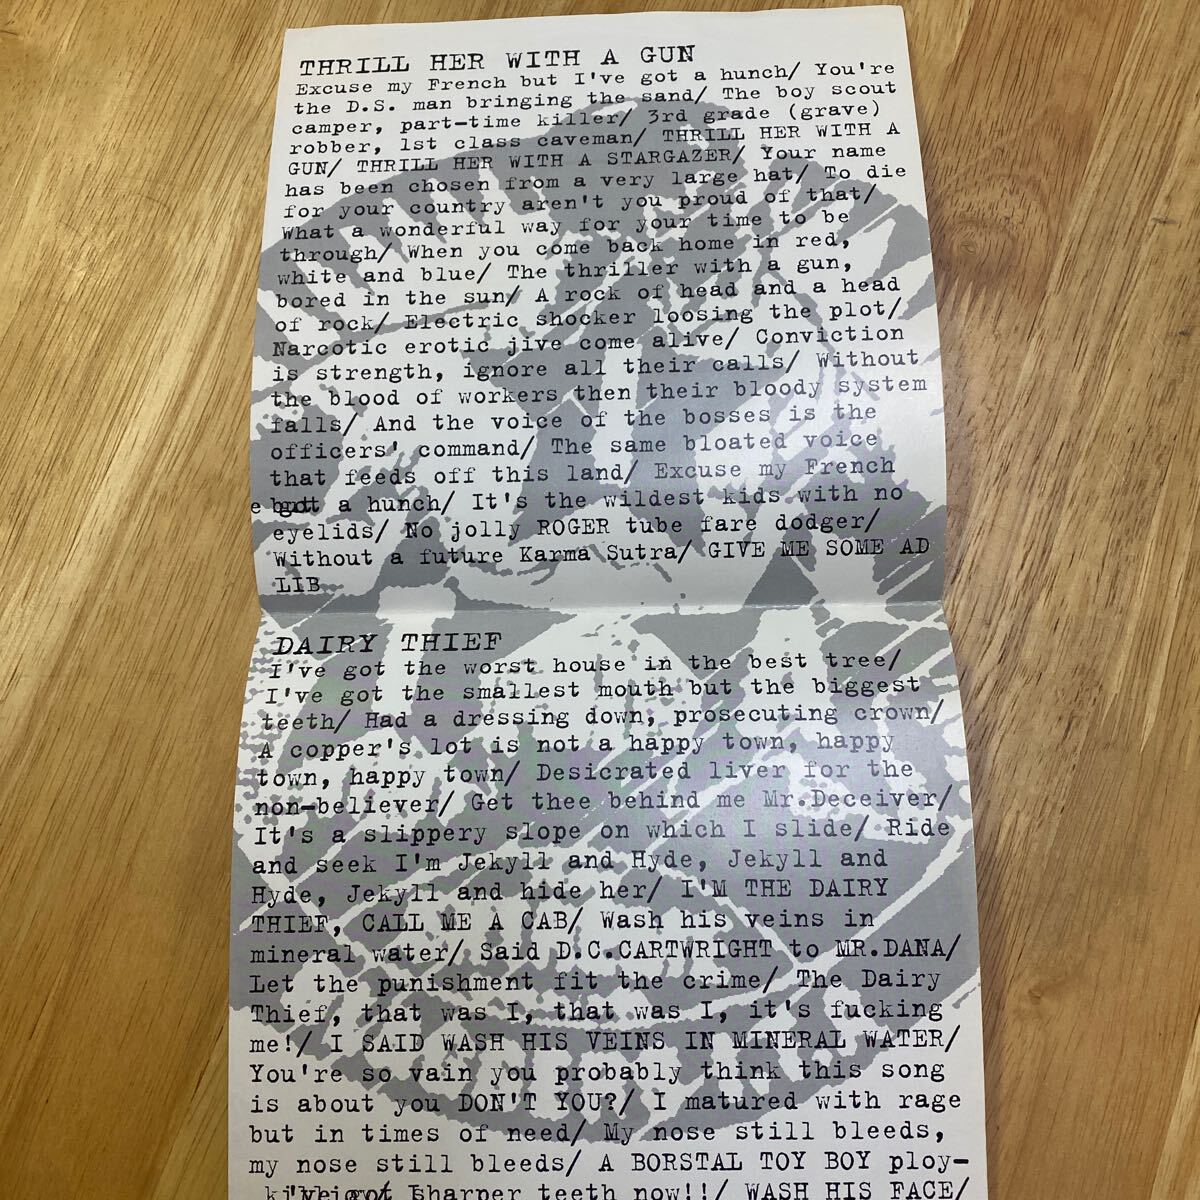 THRILL HER WITH A GUN
Excuse my French but I've got a hunch/ You're
the D.S. man bringing the sand/ The boy scout
camper, part-time killer/ 3rd grade (grave)
robber, 1st class caveman/ THRILL HER WITH A
GUN/ THRILL HER WITH A STARGAZER/ Your name
has been chosen from a very large hat/ To die
for your country aren't you proud of that/
What a wonderful way for your time to be
through/ When you come back home in red,
white and blue/ The thriller with a gun,
bored in the sun/ A rock of head and a head
of rock/ Electric shocker loosing the plot/
Narcotic erotic jive come alive/ Conviction
is strength, ignore all their calls/ Without
the blood of workers then their bloody system
falls/ And the voice of the bosses is the
officers' command/ The same bloated voice
that feeds off this land/ Excuse my French
a hunch/ It's the wildest kids with no
eyelids/ No jolly ROGER tube fare dodger/
Without a future Karma Sutra/ GIVE ME SOME AD
LIB
DAIRY THIEF
I've got the worst house in the best tree/
I've got the smallest mouth but the biggest
teeth/ Had a dressing down, prosecuting crown/
A copper's lot is not a happy town, happy
town, happy town/ Desicrated liver for the
non-believer/ Get thee behind me Mr.Deceiver/
It's a slippery slope on which I slide/ Ride
and seek I'm Jekyll and Hyde, Jekyll and
Hyde, Jekyll and hide her/ I'M THE DAIRY
THIEF, CALL ME A CAB/ Wash his veins in
mineral water/ Said D.C.CARTWRIGHT to MR.DANA/
Let the punishment fit the crime/ The Dairy
Thief, that was I, that was I, it's fucking
me!/ I SAID WASH HIS VEINS IN MINERAL WATER/
You're so vain you probably think this song
is about you DON'T YOU?/ I matured with rage
but in times of need/ My nose still bleeds,
my nose still bleeds/ A BORSTAL TOY BOY ploy-
sharper teeth now!!/ WASH HIS FACE/